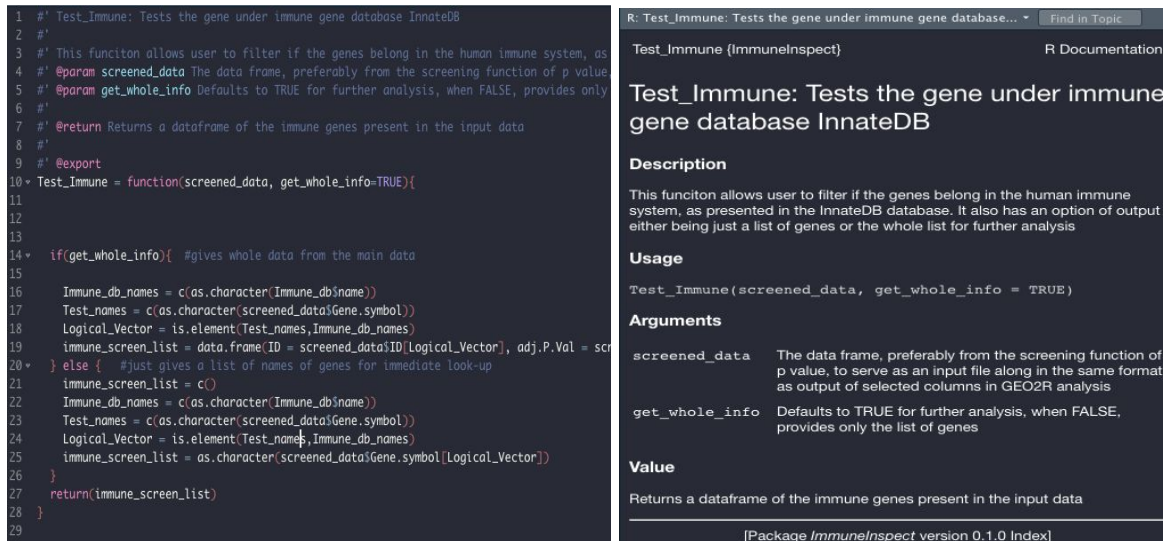 1 #' Test_Immune: Tests the gene under immune gene database InnateDB
2 #'
3 #' This funciton allows user to filter if the genes belong in the human immune system, as
4 #' @param screened_data The data frame, preferably from the screening function of p value,
5 #' @param get_whole_info Defaults to TRUE for further analysis, when FALSE, provides only
6 #'
7 #' @return Returns a dataframe of the immune genes present in the input data
8 #'
9 #' @export
10 Test_Immune = function(screened_data, get_whole_info=TRUE){
11
12
13
14 if(get_whole_info){ #gives whole data from the main data
15
16 Immune_db_names = c(as.character(Immune_db$name))
17 Test_names = c(as.character(screened_data$Gene.symbol))
18 Logical_Vector = is.element(Test_names,Immune_db_names)
19 immune_screen_list = data.frame(ID = screened_data$ID[Logical_Vector], adj.P.Val = scr
20 } else { #just gives a list of names of genes for immediate look-up
21 immune_screen_list = c()
22 Immune_db_names = c(as.character(Immune_db$name))
23 Test_names = c(as.character(screened_data$Gene.symbol))
24 Logical_Vector = is.element(Test_names,Immune_db_names)
25 immune_screen_list = as.character(screened_data$Gene.symbol[Logical_Vector])
26 }
27 return(immune_screen_list)
28 }
29
R: Test_Immune: Tests the gene under immune gene database... Find in Topic
Test_Immune {ImmuneInspect} R Documentation
Test_Immune: Tests the gene under immune
gene database InnateDB
Description
This funciton allows user to filter if the genes belong in the human immune
system, as presented in the InnateDB database. It also has an option of output
either being just a list of genes or the whole list for further analysis
Usage
Test_Immune(screened_data, get_whole_info = TRUE)
Arguments
screened_data The data frame, preferably from the screening function of
p value, to serve as an input file along in the same format
as output of selected columns in GEO2R analysis
get_whole_info Defaults to TRUE for further analysis, when FALSE,
provides only the list of genes
Value
Returns a dataframe of the immune genes present in the input data
[Package ImmuneInspect version 0.1.0 Index]